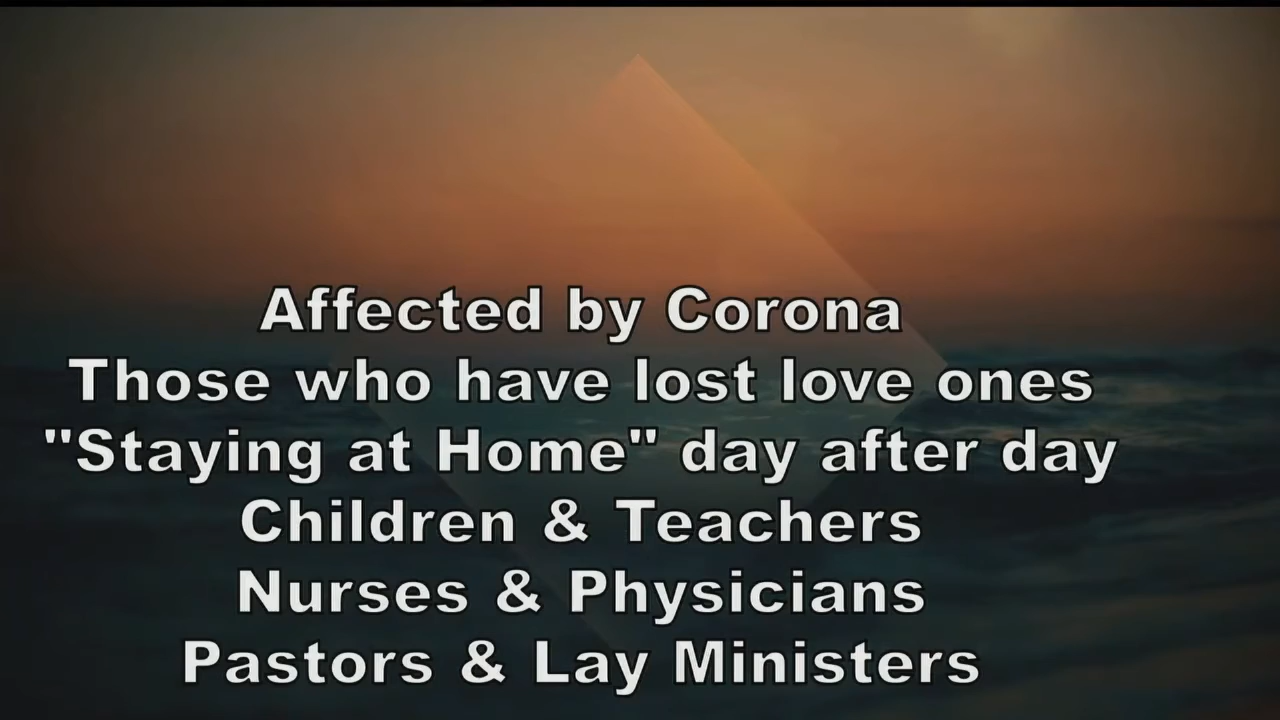 Affected by Corona
Those who have lost love ones
"Staying at Home" day after day
Children & Teachers
Nurses & Physicians
Pastors & Lay Ministers